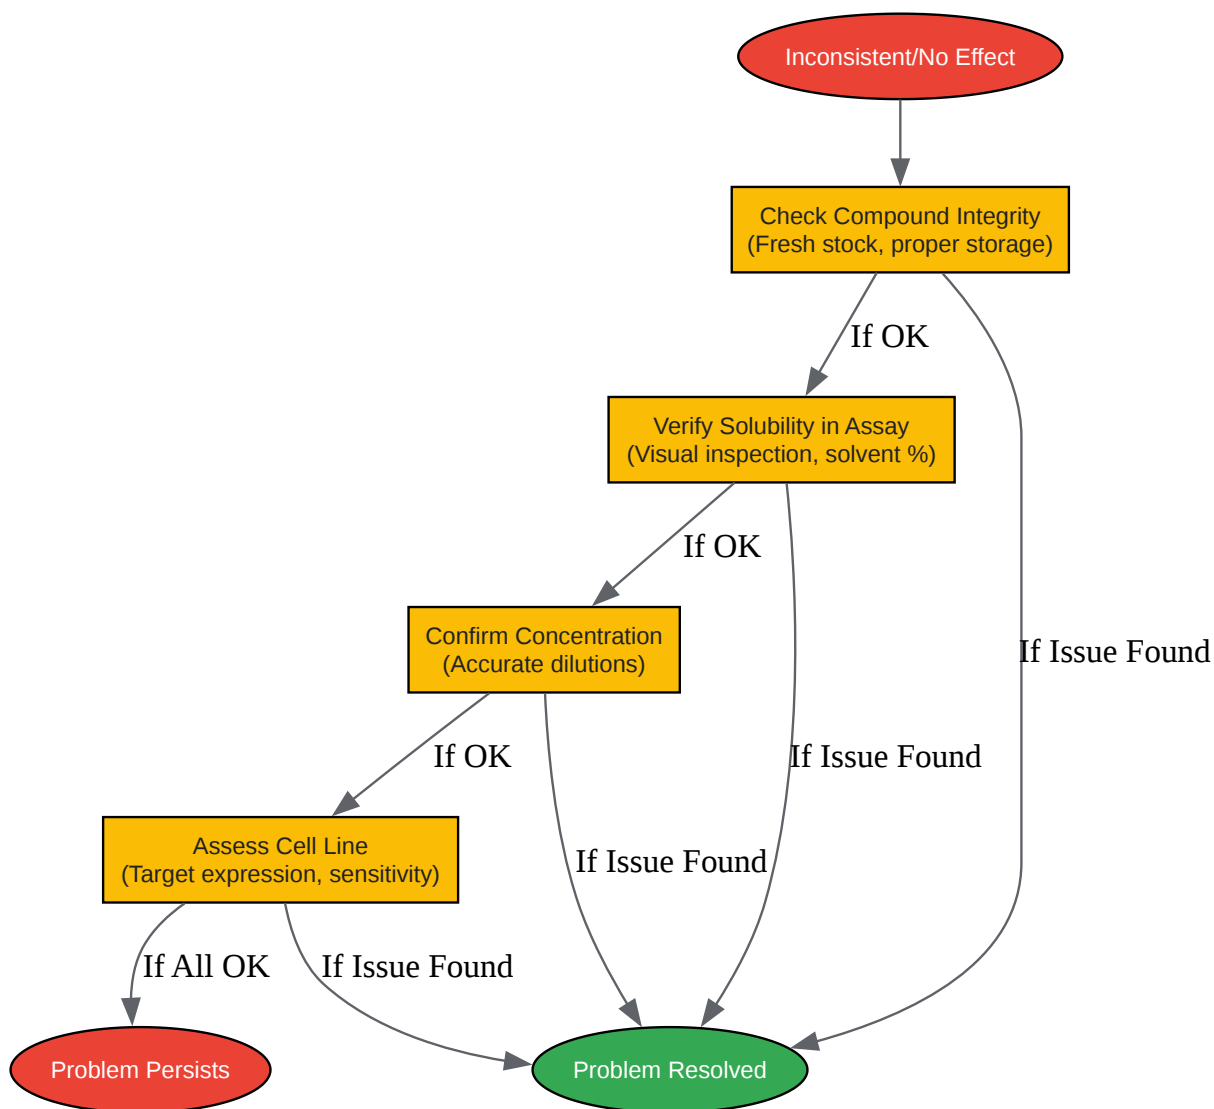 Inconsistent/No Effect
Check Compound Integrity
(Fresh stock, proper storage)
If OK
Verify Solubility in Assay
(Visual inspection, solvent %)
If OK
Confirm Concentration
(Accurate dilutions)
If Issue Found
If OK
If Issue Found
Assess Cell Line
(Target expression, sensitivity)
If Issue Found
If All OK
If Issue Found
Problem Persists
Problem Resolved